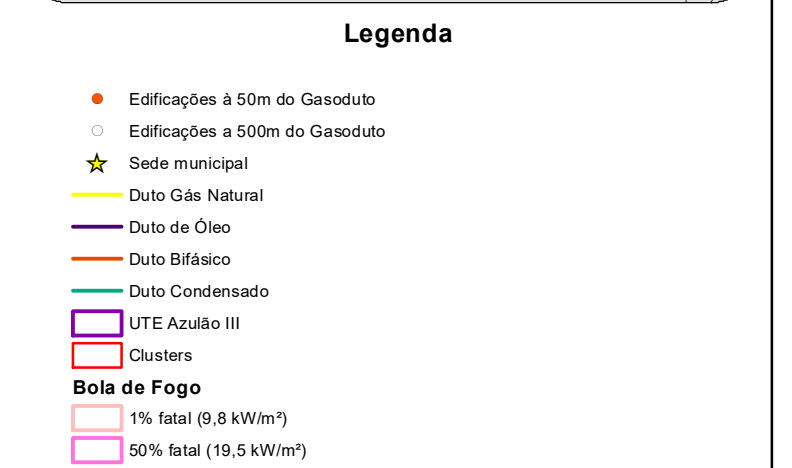 Legenda
Edificações à 50m do Gasoduto
Edificações a 500m do Gasoduto
Sede municipal
Duto Gás Natural
Duto de Óleo
Duto Bifásico
Duto Condensado
UTE Azulão III
Clusters
Bola de Fogo
1% fatal (9,8 kW/m²)
50% fatal (19,5 kW/m²)